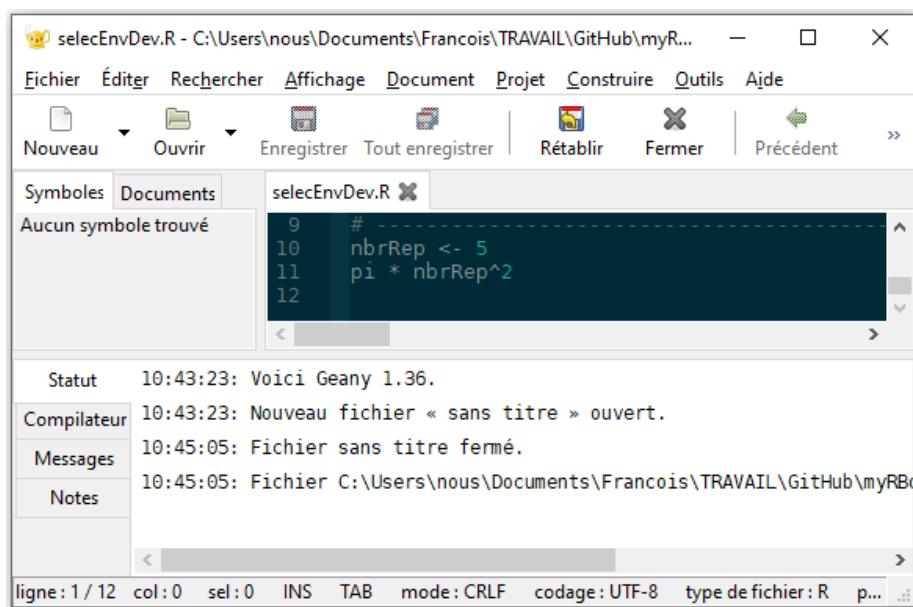 selecEnvDev.R - C:\Users\nous\Documents\Francois\TRAVAIL\GitHub\myR...
Fichier Éditer Rechercher Affichage Document Projet Construire Outils Aide
Nouveau Ouvrir Enregistrer Tout enregistrer Rétablir Fermer Précédent »
Symboles Documents selecEnvDev.R
Aucun symbole trouvé
9 # -------------------------------------------
10 nbrRep <- 5
11 pi * nbrRep^2
12
Statut
Compilateur
Messages
Notes
10:43:23: Voici Geany 1.36.
10:43:23: Nouveau fichier « sans titre » ouvert.
10:45:05: Fichier sans titre fermé.
10:45:05: Fichier C:\Users\nous\Documents\Francois\TRAVAIL\GitHub\myRB
ligne : 1 / 12 col : 0 sel : 0 INS TAB mode : CRLF codage : UTF-8 type de fichier : R p...